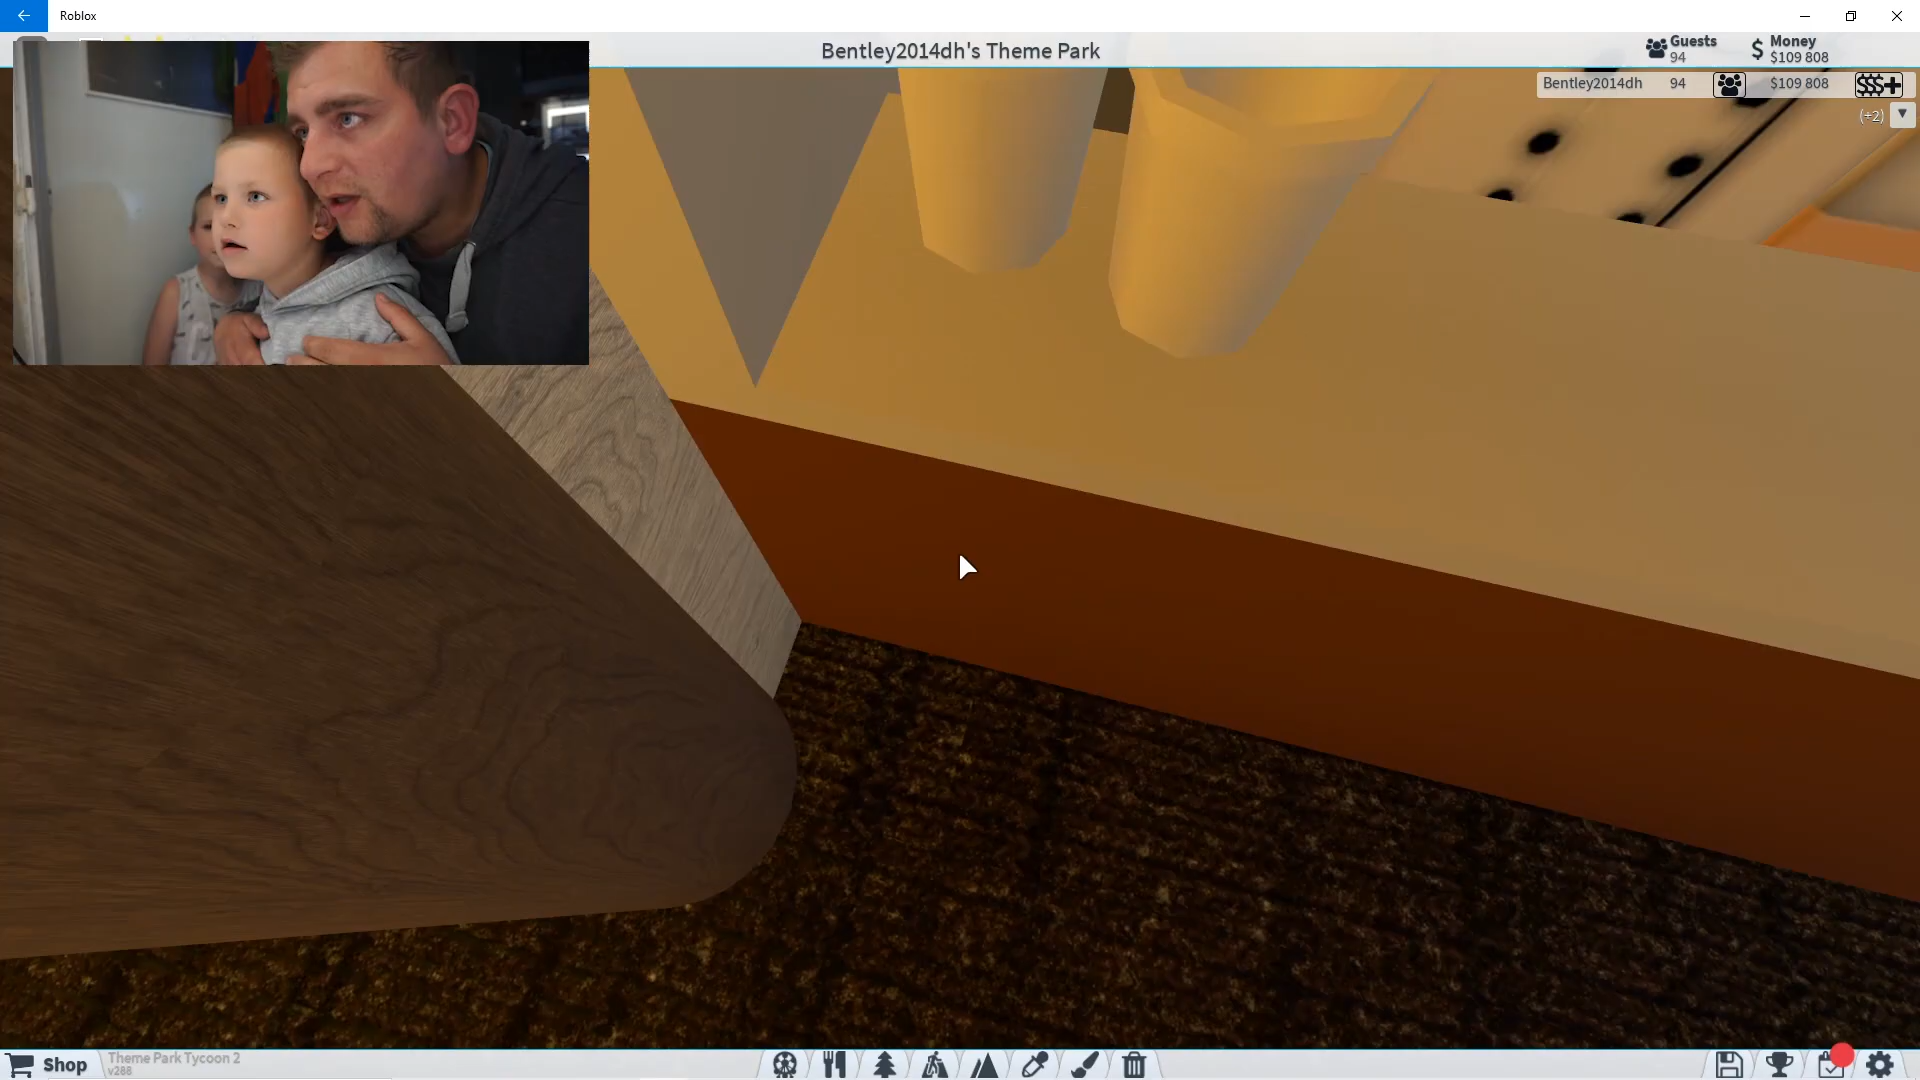 Roblox
Bentley2014dh's Theme Park
Guests
94
Money
$109 808
Bentley2014dh 94 $109 808
(+2)
Shop
Theme Park Tycoon 2
v288